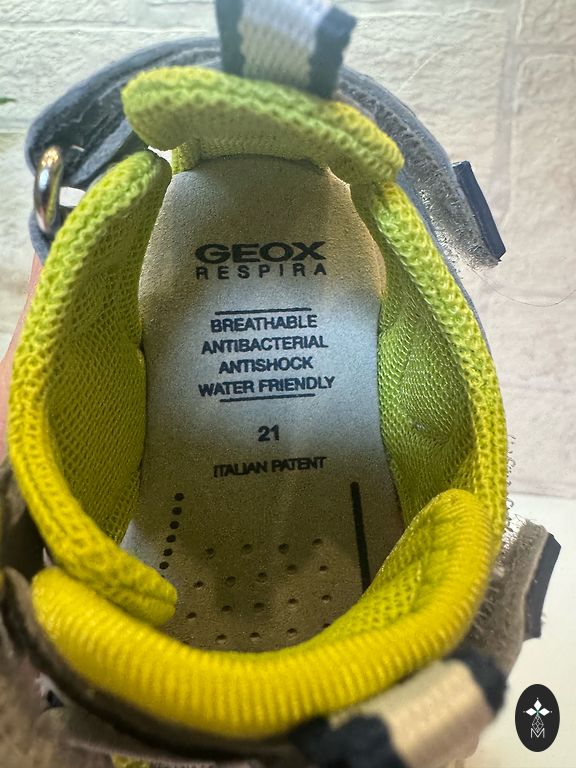 GEOX
RESPIRA
BREATHABLE
ANTIBACTERIAL
ANTISHOCK
WATER FRIENDLY
21
ITALIAN PATENT